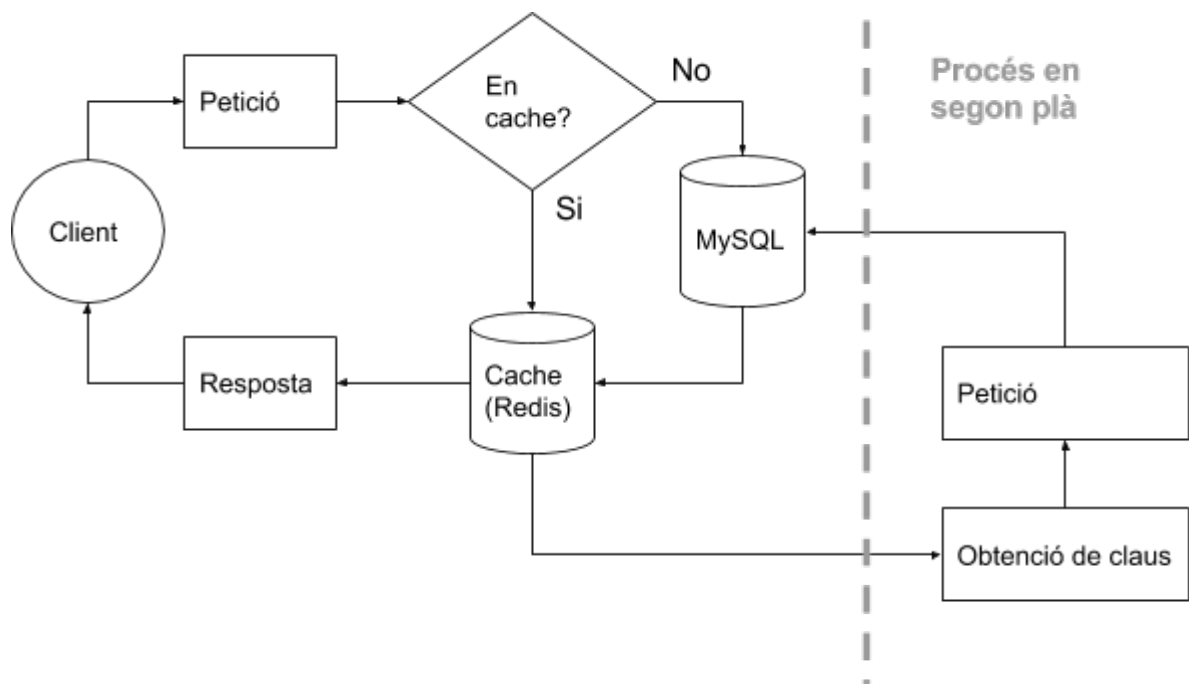 Petició
En
cache?
No
Procés en
segon plà
Client
Si
MySQL
Resposta
Cache
(Redis)
Petició
Obtenció de claus